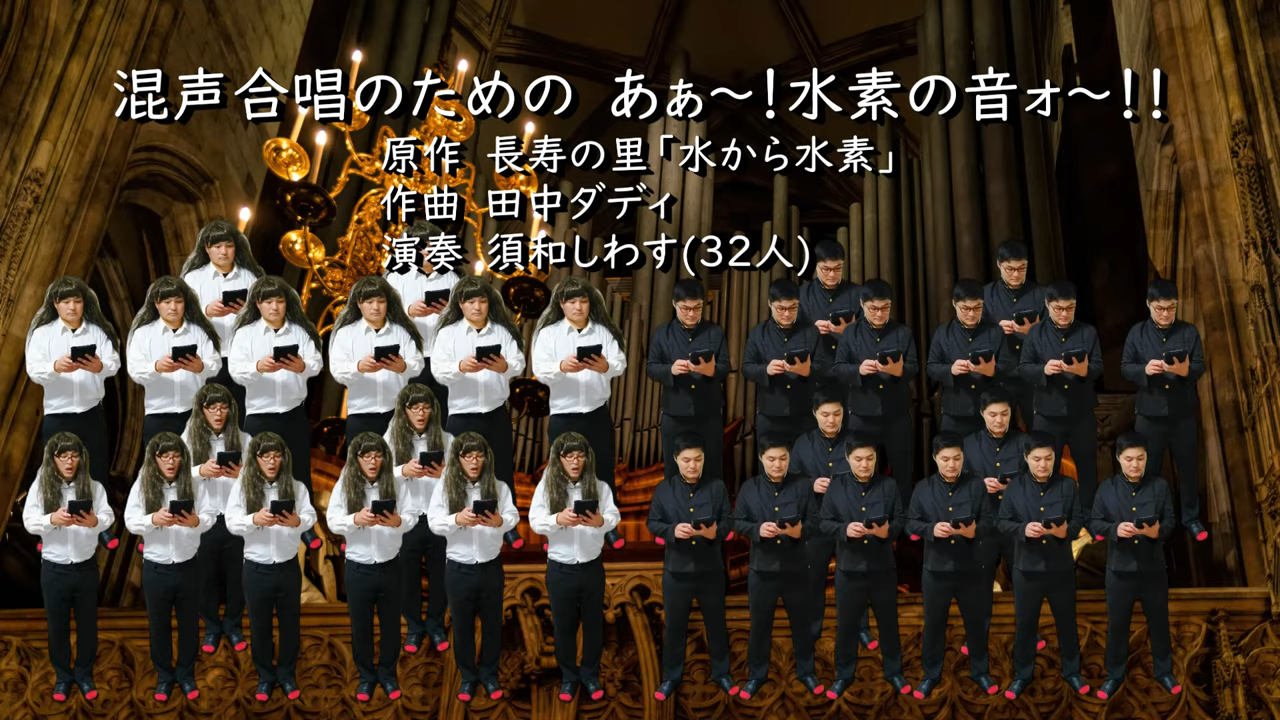 混声合唱のための あぁ～!水素の音ォ～!!
原作 長寿の里「水から水素」
作曲 田中ダディ
演奏 須和しわす(32人)